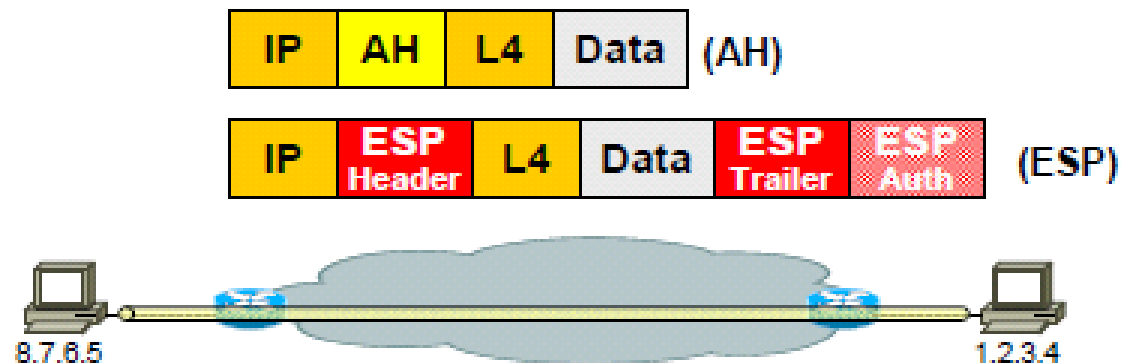 IP AH L4 Data (AH)
IP ESP Header L4 Data ESP Trailer ESP Auth (ESP)
8.7.6.5 1.2.3.4